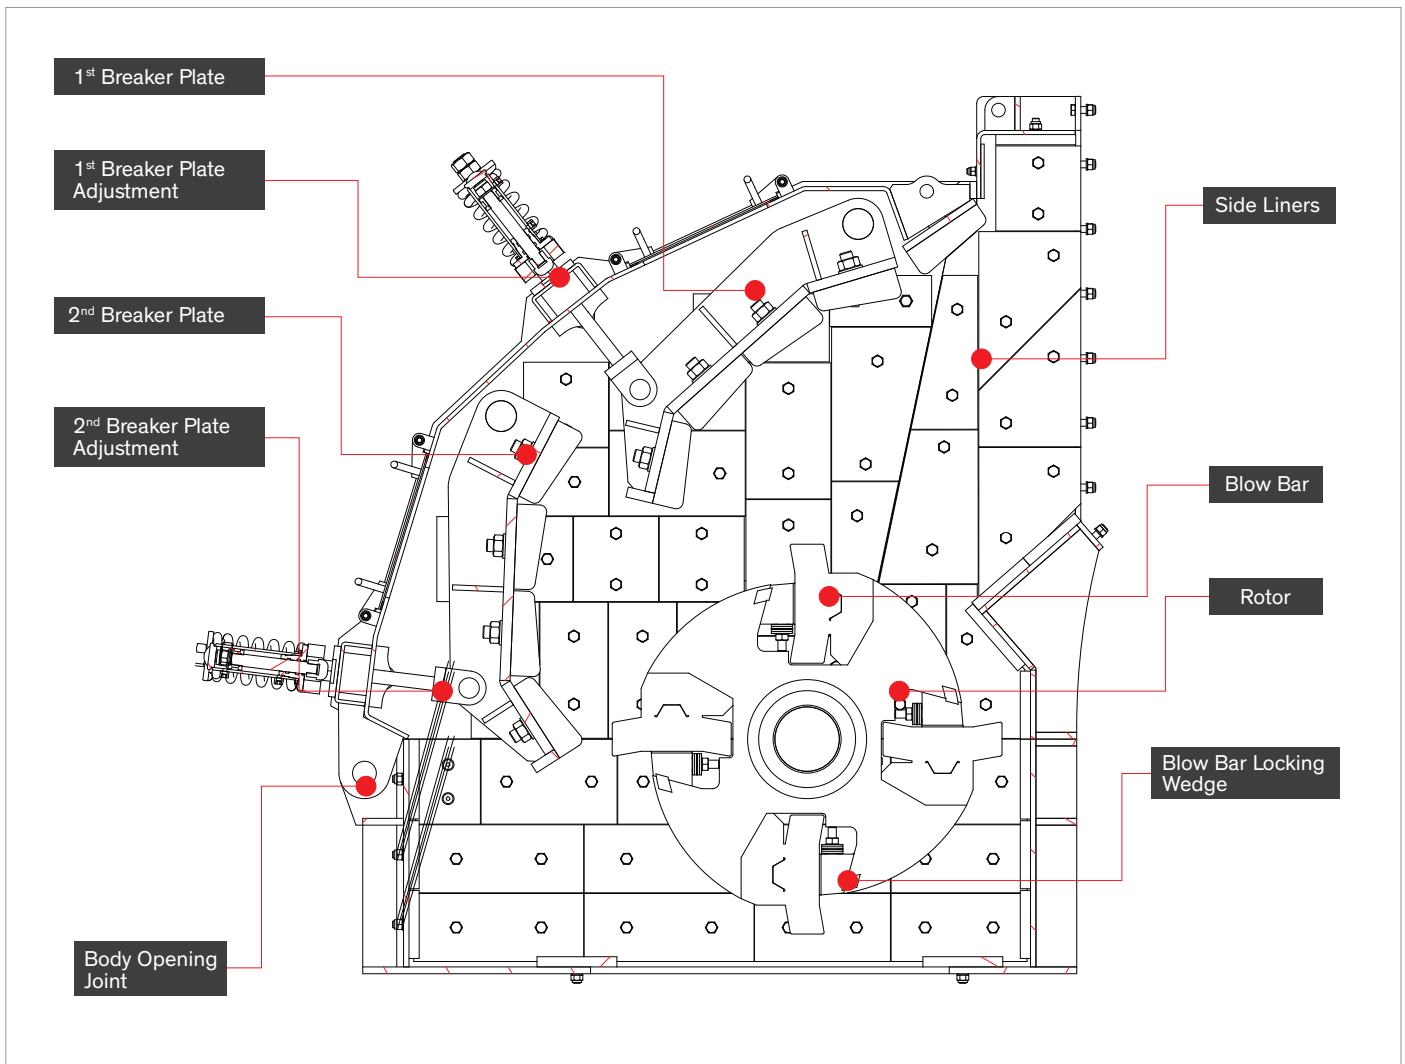 1st Breaker Plate
1st Breaker Plate
Adjustment
2nd Breaker Plate
2nd Breaker Plate
Adjustment
Body Opening
Joint
Side Liners
Blow Bar
Rotor
Blow Bar Locking
Wedge